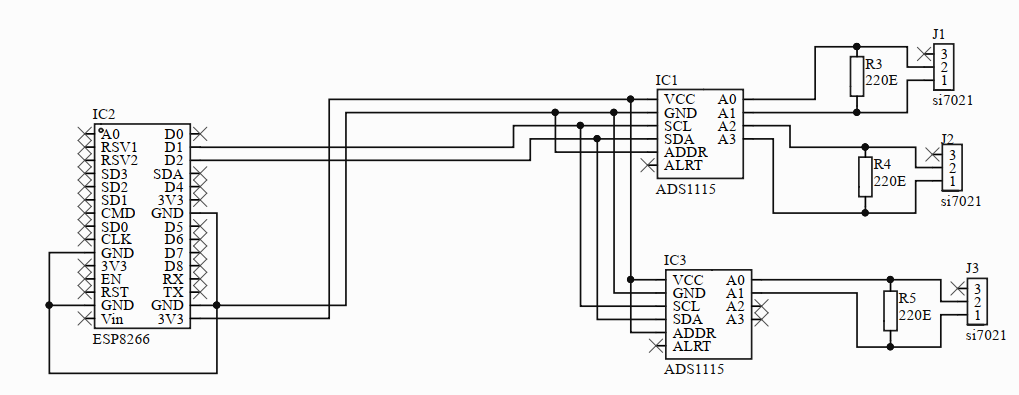 J1
3
2
1
si7021
R3
220E
IC1
VCC A0
GND A1
SCL A2
SDA A3
ADDR
ALRT
ADS1115
IC2
A0 D0
RSV1 D1
RSV2 D2
SD3 SDA
SD2 D4
SD1 3V3
CMD GND
SD0 D5
CLK D6
GND D7
3V3 D8
EN RX
RST TX
GND GND
Vin 3V3
ESP8266
J2
3
2
1
si7021
R4
220E
IC3
VCC A0
GND A1
SCL A2
SDA A3
ADDR
ALRT
ADS1115
J3
3
2
1
si7021
R5
220E